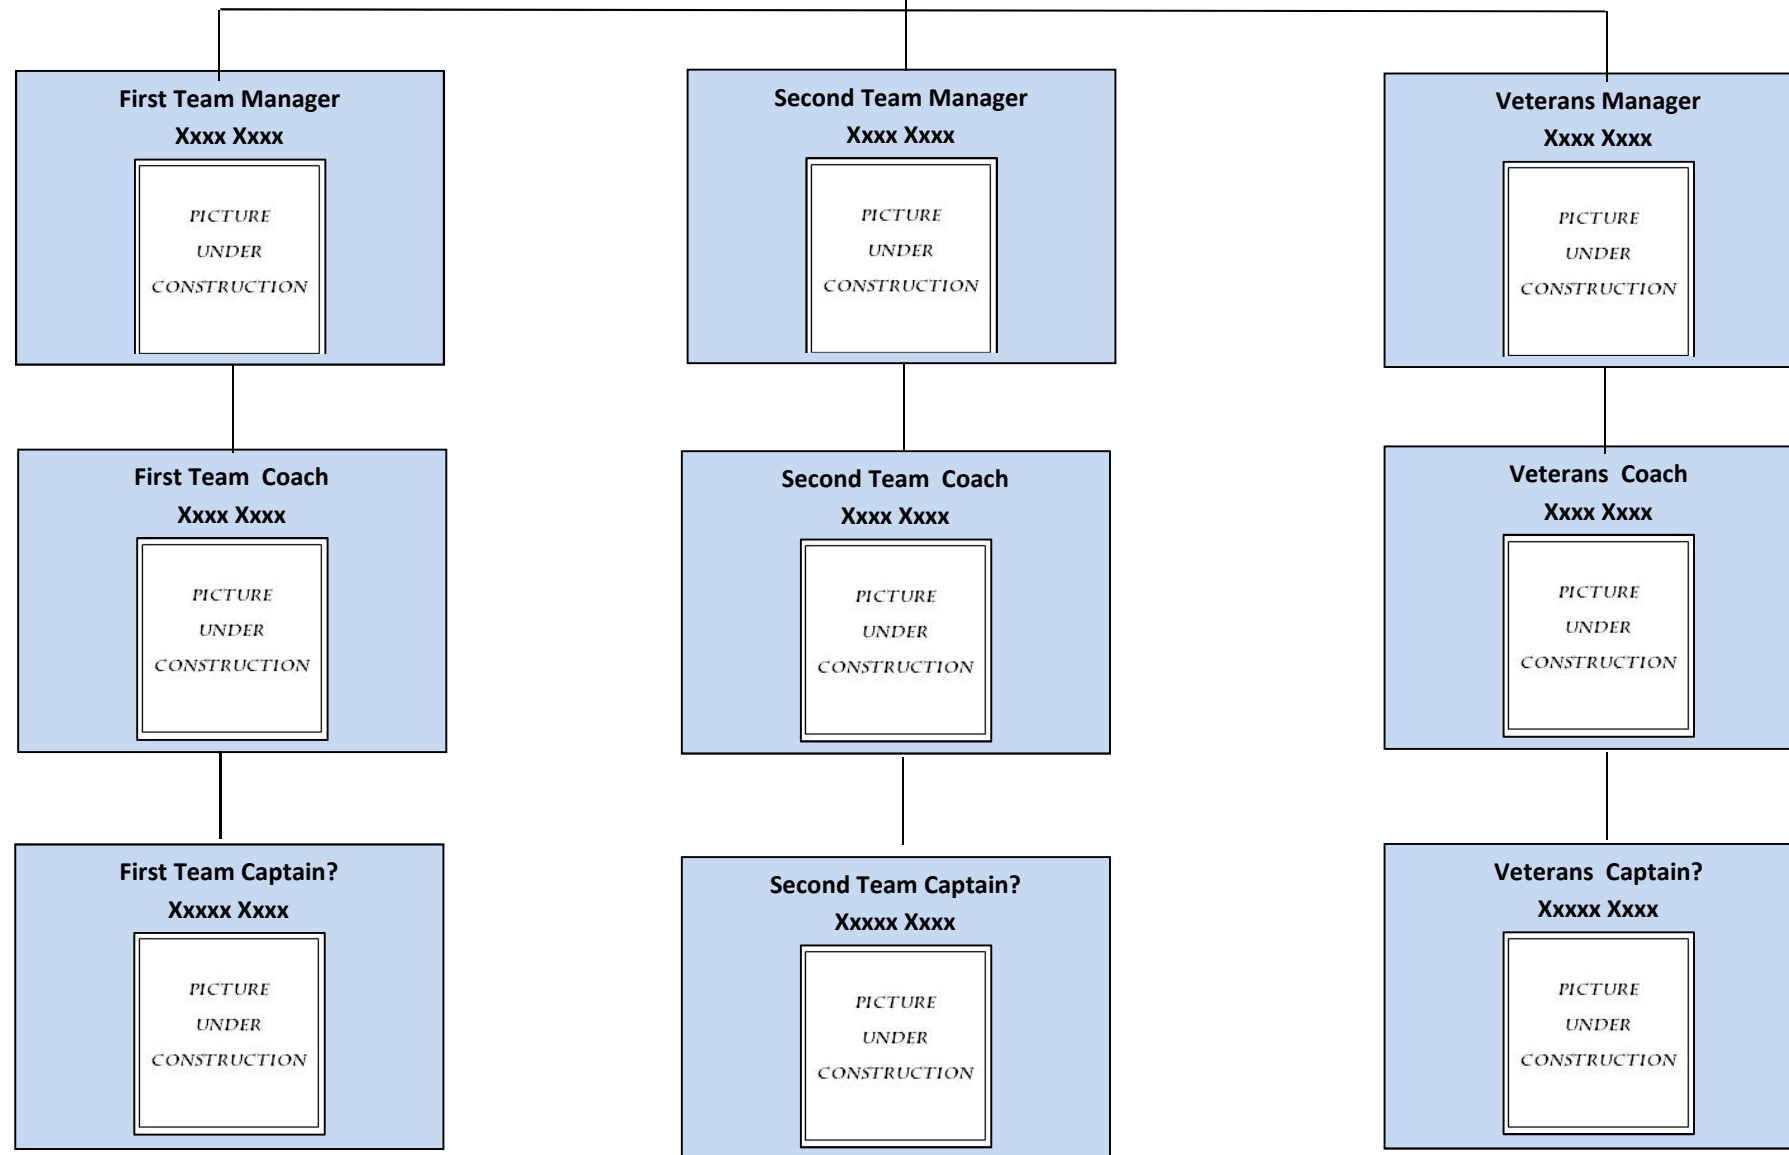 First Team Manager
Xxxx Xxxx
PICTURE
UNDER
CONSTRUCTION
Second Team Manager
Xxxx Xxxx
PICTURE
UNDER
CONSTRUCTION
Veterans Manager
Xxxx Xxxx
PICTURE
UNDER
CONSTRUCTION
First Team  Coach
Xxxx Xxxx
PICTURE
UNDER
CONSTRUCTION
Second Team  Coach
Xxxx Xxxx
PICTURE
UNDER
CONSTRUCTION
Veterans  Coach
Xxxx Xxxx
PICTURE
UNDER
CONSTRUCTION
First Team Captain?
Xxxxx Xxxx
PICTURE
UNDER
CONSTRUCTION
Second Team Captain?
Xxxxx Xxxx
PICTURE
UNDER
CONSTRUCTION
Veterans  Captain?
Xxxxx Xxxx
PICTURE
UNDER
CONSTRUCTION